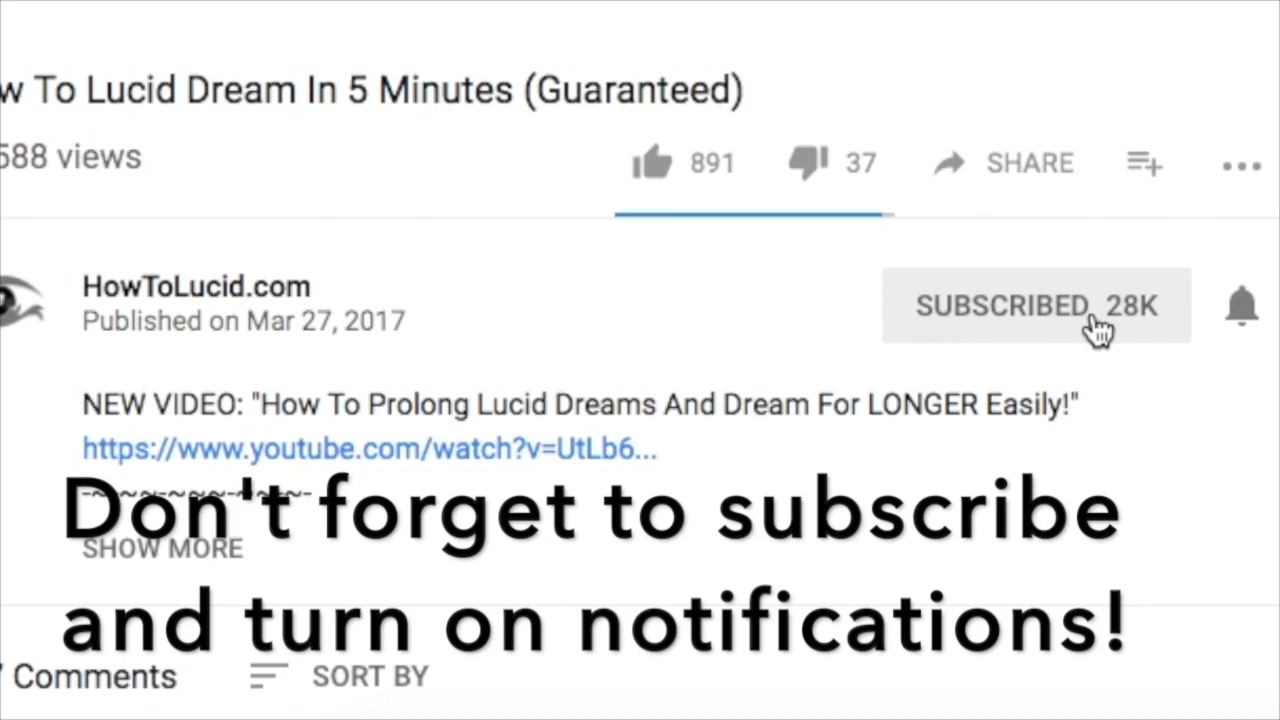 w To Lucid Dream In 5 Minutes (Guaranteed)
588 views
891
37
SHARE
HowToLucid.com
Published on Mar 27, 2017
SUBSCRIBED 28K
NEW VIDEO: "How To Prolong Lucid Dreams And Dream For LONGER Easily!"
https://www.youtube.com/watch?v=UtLb6...
Don't forget to subscribe
SHOW MORE
and turn on notifications!
Comments
SORT BY